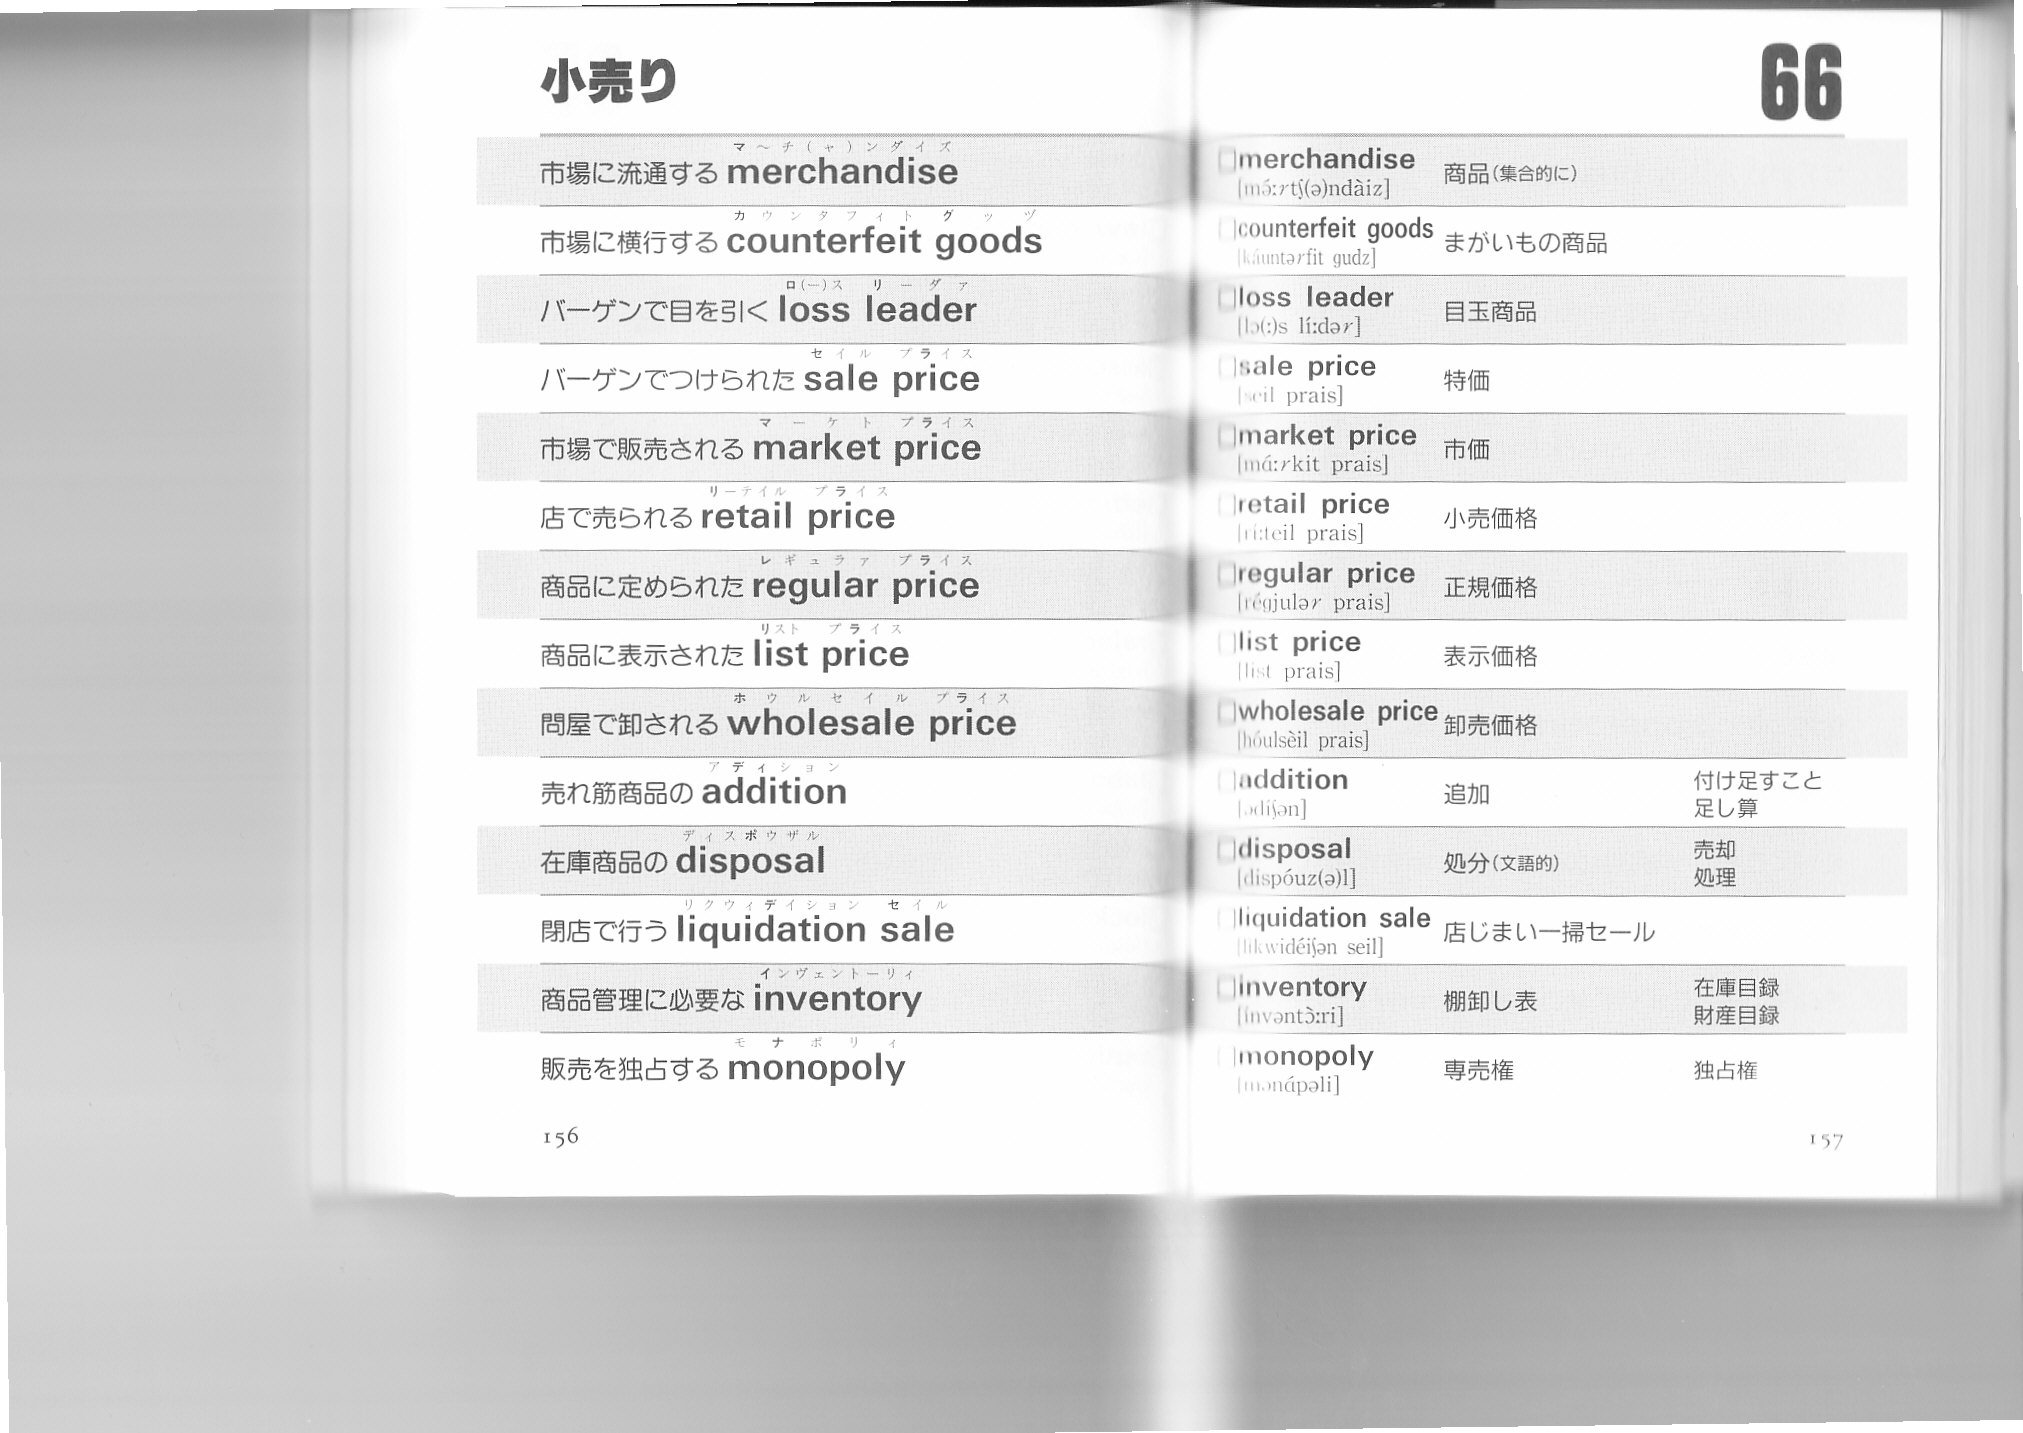 小売り
マ～チ(ャ)ンダイズ
市場に流通する merchandise
カウンタフィト グッヅ
市場に横行する counterfeit goods
ロ(ー)ス リーダァ
バーゲンで目を引く loss leader
セイル プライス
バーゲンでつけられた sale price
マーケト プライス
市場で販売される market price
リーテイル プライス
店で売られる retail price
レギュラァ プライス
商品に定められた regular price
リスト プライス
商品に表示された list price
ホウルセイル プライス
問屋で卸される wholesale price
アディション
売れ筋商品の addition
ディスポウザル
在庫商品の disposal
リクウィデイション セイル
閉店で行う liquidation sale
インヴェントーリィ
商品管理に必要な inventory
モナポリィ
販売を独占する monopoly
156
66
merchandise 商品(集合的に)
[mə́ːrtʃ(ə)ndàiz]
counterfeit goods まがいもの商品
[káuntərfit gudz]
loss leader 目玉商品
[lɔ(ː)s líːdər]
sale price 特価
[seil prais]
market price 市価
[mɑ́ːrkit prais]
retail price 小売価格
[ríːteil prais]
regular price 正規価格
[régjulər prais]
list price 表示価格
[list prais]
wholesale price 卸売価格
[hóulsèil prais]
addition 追加 付け足すこと
[ədíʃən] 足し算
disposal 処分(文語的) 売却
[dispóuz(ə)l] 処理
liquidation sale 店じまい一掃セール
[likwidéiʃən seil]
inventory 棚卸し表 在庫目録
[ínvəntɔ̀ːri] 財産目録
monopoly 専売権 独占権
[mənɑ́pəli]
157